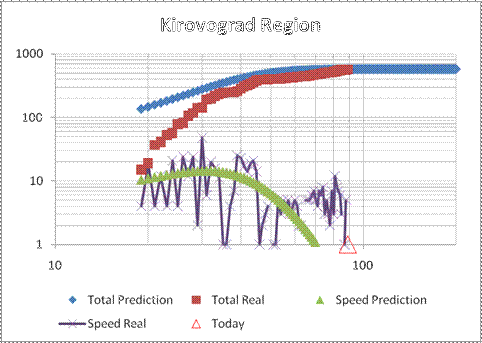 Kirovograd Region
1000
100
10
1
10 100
Total Prediction Total Real Speed Prediction
Speed Real Today